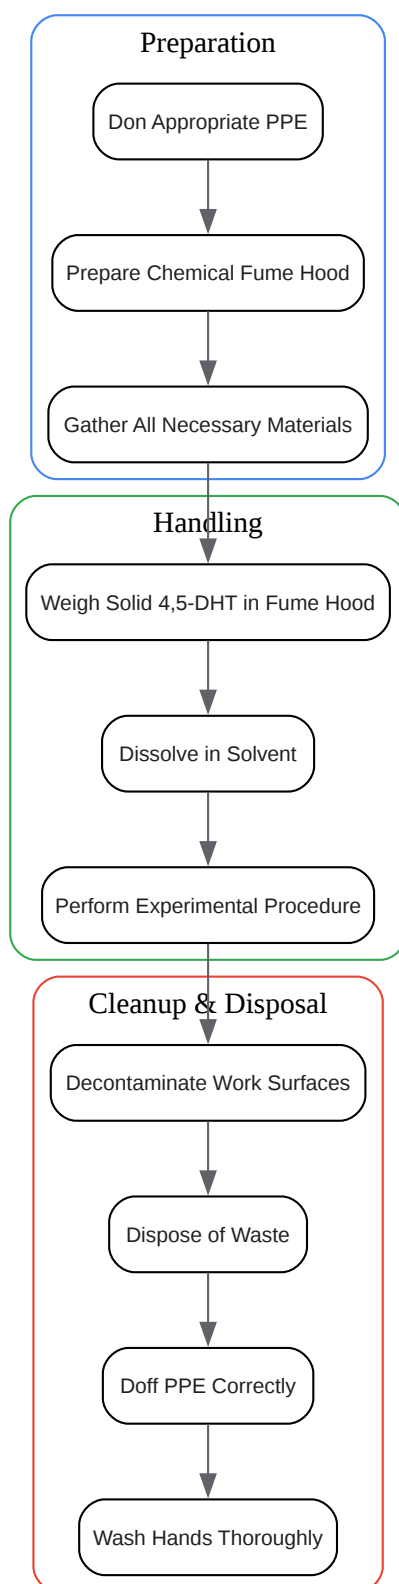 Preparation
Don Appropriate PPE
Prepare Chemical Fume Hood
Gather All Necessary Materials
Handling
Weigh Solid 4,5-DHT in Fume Hood
Dissolve in Solvent
Perform Experimental Procedure
Cleanup & Disposal
Decontaminate Work Surfaces
Dispose of Waste
Doff PPE Correctly
Wash Hands Thoroughly